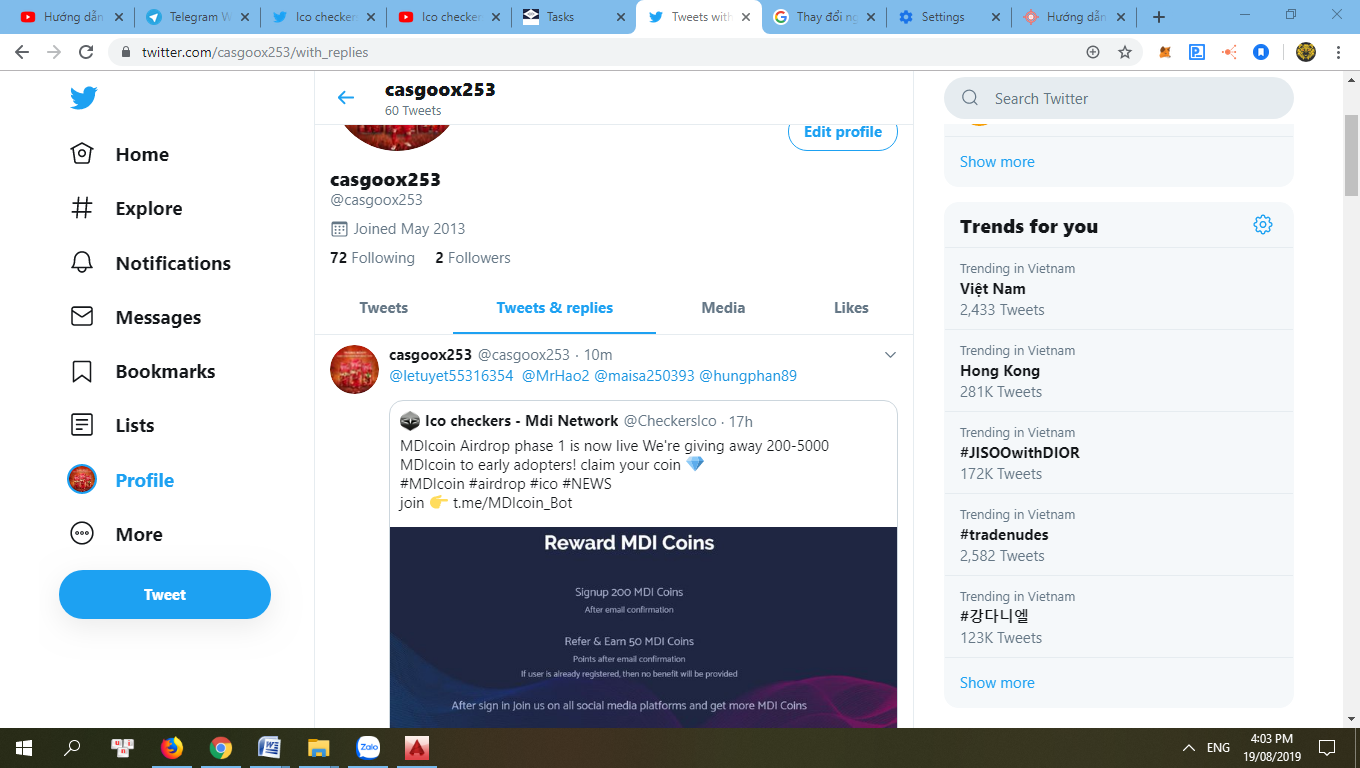 Hướng dẫn
Telegram W
Ico checker
Ico checker
Tasks
Tweets with
Thay đổi ng
Settings
Hướng dẫn
twitter.com/casgoox253/with_replies
casgoox253
60 Tweets
Search Twitter
Home
Explore
Notifications
Messages
Bookmarks
Lists
Profile
More
Tweet
Edit profile
casgoox253
@casgoox253
Joined May 2013
72 Following 2 Followers
Tweets Tweets & replies Media Likes
casgoox253 @casgoox253 · 10m
@letuyet55316354 @MrHao2 @maisa250393 @hungphan89
Ico checkers - Mdi Network @CheckersIco · 17h
MDIcoin Airdrop phase 1 is now live We're giving away 200-5000
MDIcoin to early adopters! claim your coin 💎
#MDIcoin #airdrop #ico #NEWS
join 👉 t.me/MDIcoin_Bot
Reward MDI Coins
Signup 200 MDI Coins
After email confirmation
Refer & Earn 50 MDI Coins
Points after email confirmation
If user is already registered, then no benefit will be provided
After sign in Join us on all social media platforms and get more MDI Coins
Show more
Trends for you
Trending in Vietnam
Việt Nam
2,433 Tweets
Trending in Vietnam
Hong Kong
281K Tweets
Trending in Vietnam
#JISOOwithDIOR
172K Tweets
Trending in Vietnam
#tradenudes
2,582 Tweets
Trending in Vietnam
#강다니엘
123K Tweets
Show more
Zalo
ENG
4:03 PM
19/08/2019